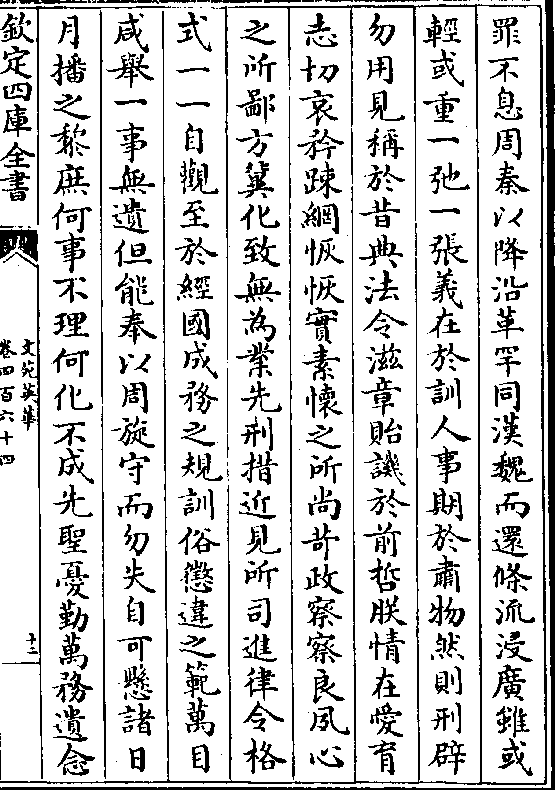 罪不息周秦以降沿革罕同漢魏而還條流浸廣雖或
輕或重一弛一張義在於訓人事期於肅物然則刑辟
勿用見稱於昔典法令滋章貽譏於前哲朕情在愛育
志切哀矜踈網恢恢實素懷之所尚苛政察察良夙心
之所鄙方冀化致無為業先刑措近見所司進律令格
式一一自觀至於經國成務之規訓俗懲違之範萬目
咸舉一事無遺但能奉以周旋守而勿失自可懸諸日
月播之黎庶何事不理何化不成先聖憂勤萬務遺念
欽定四庫全書
文苑英華
卷四百六十四
十二